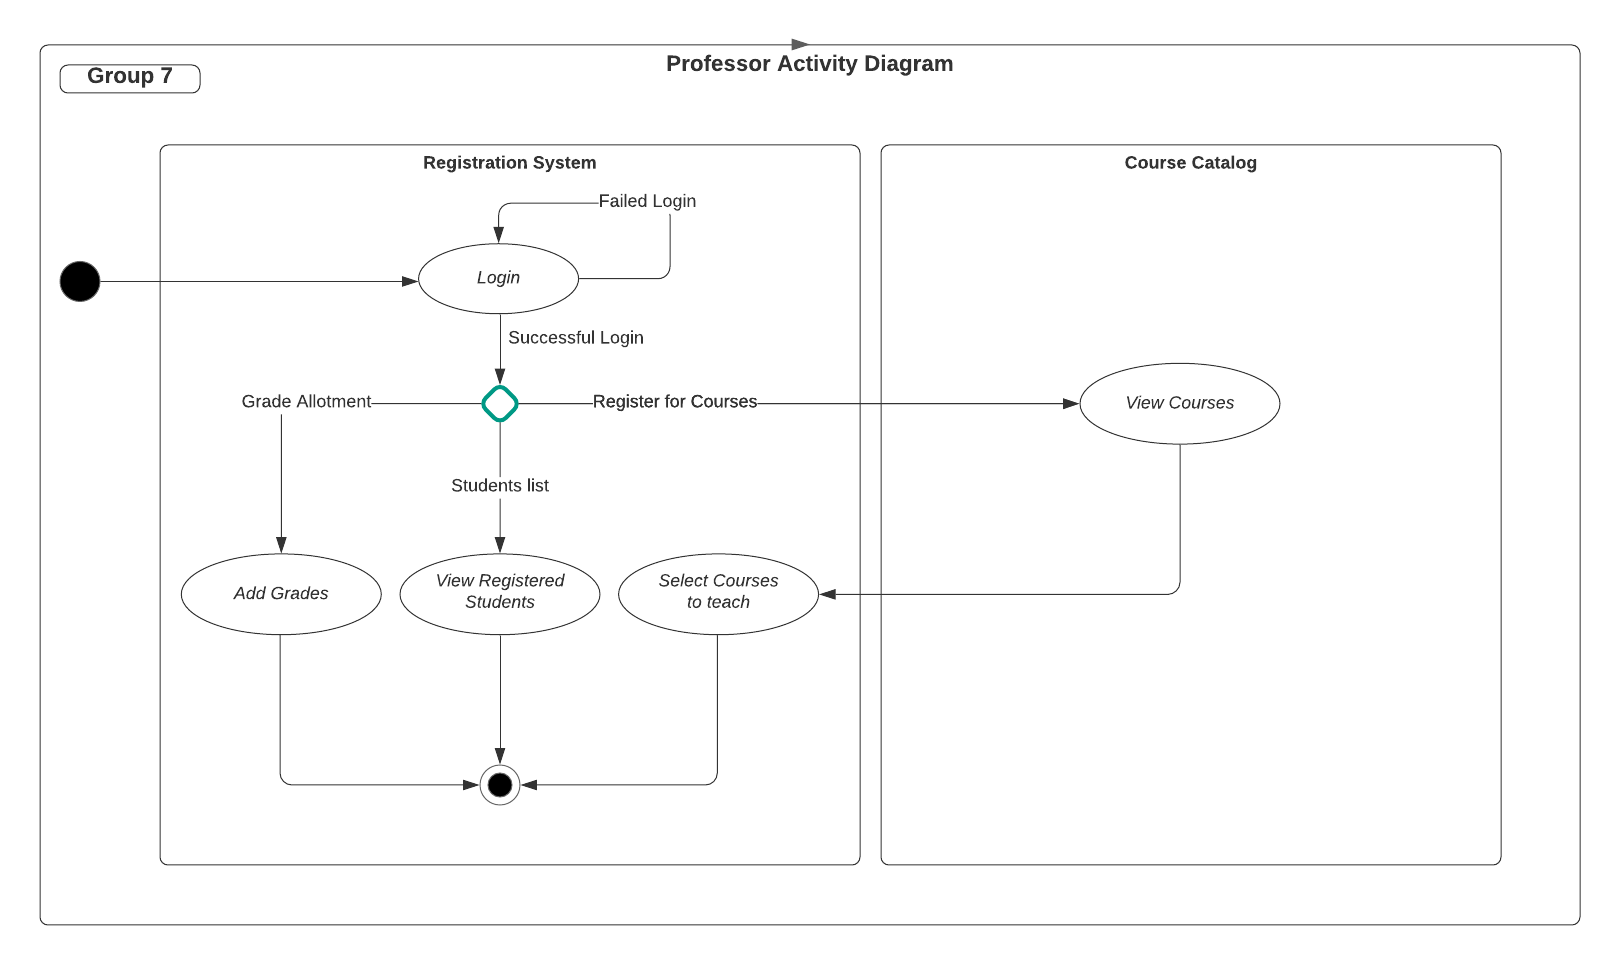 Professor Activity Diagram
Group 7
Registration System
Course Catalog
Failed Login
Login
Successful Login
Grade Allotment
Register for Courses
View Courses
Students list
Add Grades
View Registered
Students
Select Courses
to teach